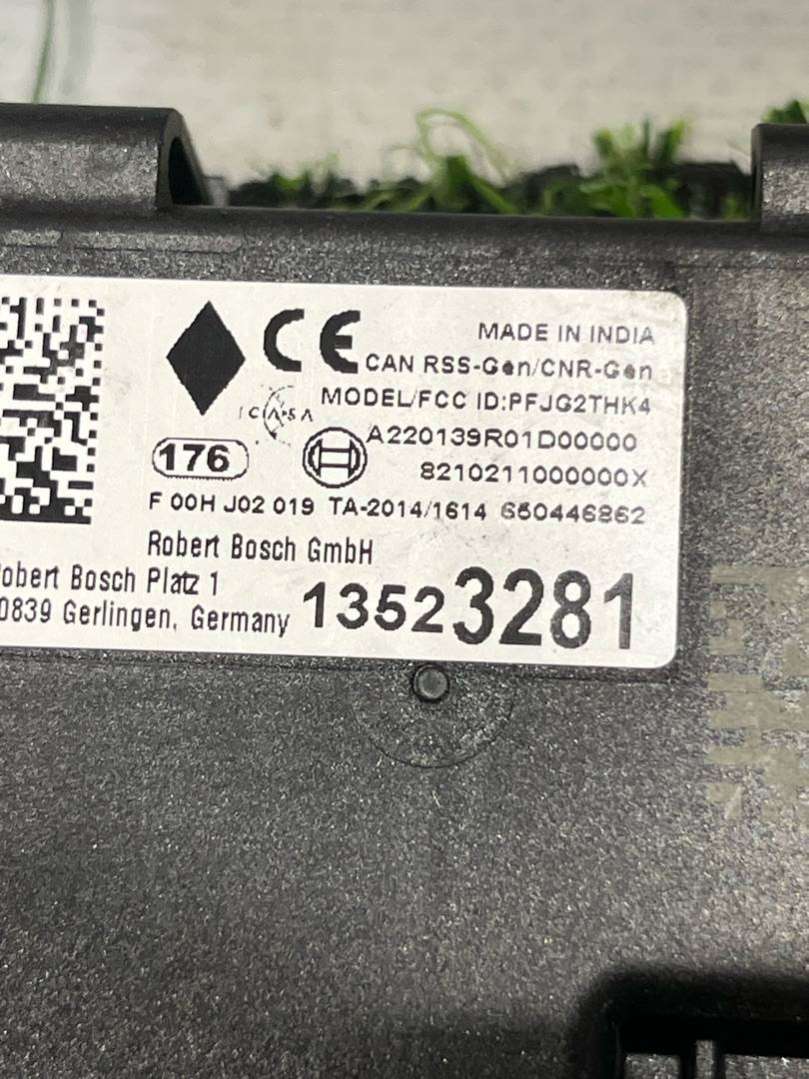 CE
MADE IN INDIA
CAN RSS-Gen/CNR-Gen
MODEL/FCC ID:PFJG2THK4
ICASA
A220139R01D00000
176
8210211000000X
F 00H J02 019 TA-2014/1614 660446862
Robert Bosch GmbH
obert Bosch Platz 1
0839 Gerlingen, Germany
13523281